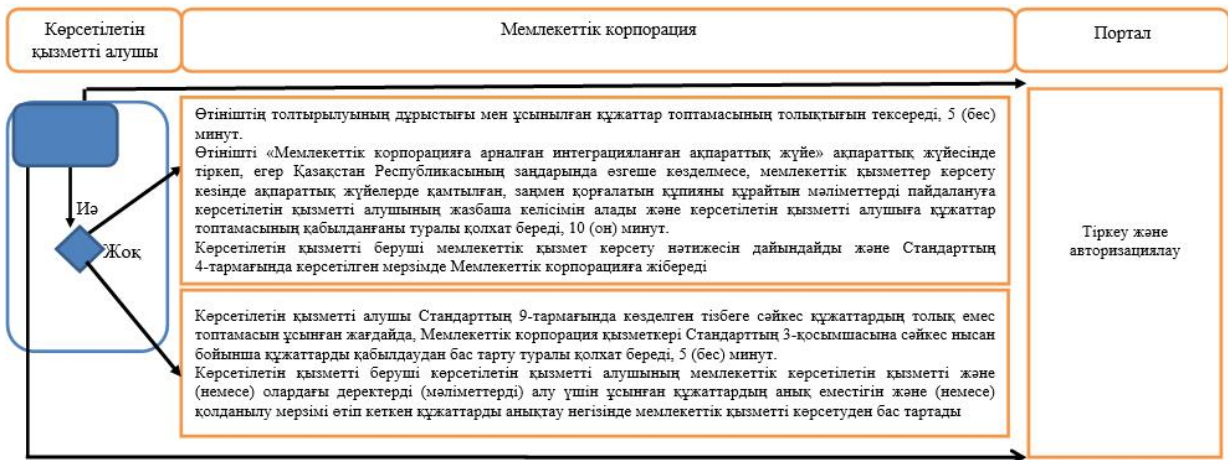 Көрсетілетін
қызметті алушы
Мемлекеттік корпорация
Портал
Өтініштің толтырылуының дұрыстығы мен ұсынылған құжаттар топтамасының толықтығын тексереді, 5 (бес)
минут.
Өтінішті «Мемлекеттік корпорацияға арналған интеграцияланған ақпараттық жүйе» ақпараттық жүйесінде
тіркеп, егер Қазақстан Республикасының заңдарында өзгеше көзделмесе, мемлекеттік қызметтер көрсету
кезінде ақпараттық жүйелерде қамтылған, заңмен қорғалатын құпияны құрайтын мәліметтерді пайдалануға
көрсетілетін қызметті алушының жазбаша келісімін алады және көрсетілетін қызметті алушыға құжаттар
топтамасының қабылданғаны туралы қолхат береді, 10 (он) минут.
Көрсетілетін қызметті беруші мемлекеттік қызмет көрсету нәтижесін дайындайды және Стандарттың
4-тармағында көрсетілген мерзімде Мемлекеттік корпорацияға жібереді
Иә
Жоқ
Тіркеу және
авторизациялау
Көрсетілетін қызметті алушы Стандарттың 9-тармағында көзделген тізбеге сәйкес құжаттардың толық емес
топтамасын ұсынған жағдайда, Мемлекеттік корпорация қызметкері Стандарттың 3-қосымшасына сәйкес нысан
бойынша құжаттарды қабылдаудан бас тарту туралы қолхат береді, 5 (бес) минут.
Көрсетілетін қызметті беруші көрсетілетін қызметті алушының мемлекеттік көрсетілетін қызметті және
(немесе) олардағы деректерді (мәліметтерді) алу үшін ұсынған құжаттардың анық еместігін және (немесе)
қолданылу мерзімі өтіп кеткен құжаттарды анықтау негізінде мемлекеттік қызметті көрсетуден бас тартады